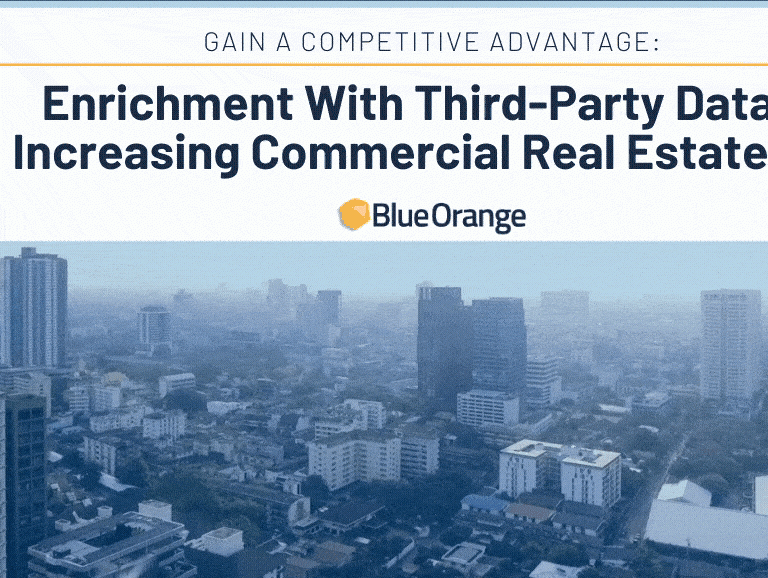 GAIN A COMPETITIVE ADVANTAGE:
Enrichment With Third-Party Data
Increasing Commercial Real Estate
BlueOrange